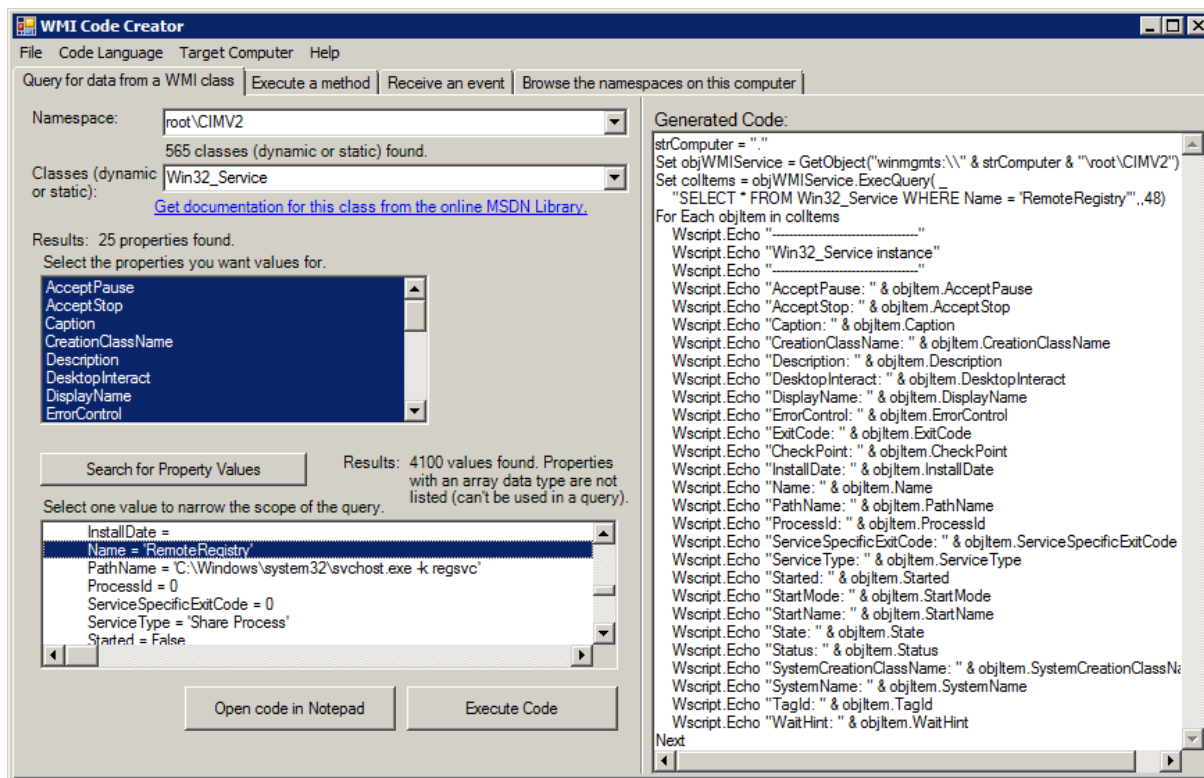 WMI Code Creator
File Code Language Target Computer Help
Query for data from a WMI class Execute a method Receive an event Browse the namespaces on this computer
Namespace:
root\CIMV2
565 classes (dynamic or static) found.
Classes (dynamic
or static):
Win32_Service
Get documentation for this class from the online MSDN Library.
Results: 25 properties found.
Select the properties you want values for.
AcceptPause
AcceptStop
Caption
CreationClassName
Description
DesktopInteract
DisplayName
ErrorControl
Search for Property Values
Results: 4100 values found. Properties
with an array data type are not
listed (can't be used in a query).
Select one value to narrow the scope of the query.
InstallDate =
Name = 'RemoteRegistry'
PathName = 'C:\Windows\system32\svchost.exe -k regsvc'
ProcessId = 0
ServiceSpecificExitCode = 0
ServiceType = 'Share Process'
Started = False
Open code in Notepad
Execute Code
Generated Code:
strComputer = "."
Set objWMIService = GetObject("winmgmts:\\" & strComputer & "\root\CIMV2")
Set colItems = objWMIService.ExecQuery( _
"SELECT * FROM Win32_Service WHERE Name = 'RemoteRegistry'",,48)
For Each objItem in colItems
Wscript.Echo "-----------------------------------"
Wscript.Echo "Win32_Service instance"
Wscript.Echo "-----------------------------------"
Wscript.Echo "AcceptPause: " & objItem.AcceptPause
Wscript.Echo "AcceptStop: " & objItem.AcceptStop
Wscript.Echo "Caption: " & objItem.Caption
Wscript.Echo "CreationClassName: " & objItem.CreationClassName
Wscript.Echo "Description: " & objItem.Description
Wscript.Echo "DesktopInteract: " & objItem.DesktopInteract
Wscript.Echo "DisplayName: " & objItem.DisplayName
Wscript.Echo "ErrorControl: " & objItem.ErrorControl
Wscript.Echo "ExitCode: " & objItem.ExitCode
Wscript.Echo "CheckPoint: " & objItem.CheckPoint
Wscript.Echo "InstallDate: " & objItem.InstallDate
Wscript.Echo "Name: " & objItem.Name
Wscript.Echo "PathName: " & objItem.PathName
Wscript.Echo "ProcessId: " & objItem.ProcessId
Wscript.Echo "ServiceSpecificExitCode: " & objItem.ServiceSpecificExitCode
Wscript.Echo "ServiceType: " & objItem.ServiceType
Wscript.Echo "Started: " & objItem.Started
Wscript.Echo "StartMode: " & objItem.StartMode
Wscript.Echo "StartName: " & objItem.StartName
Wscript.Echo "State: " & objItem.State
Wscript.Echo "Status: " & objItem.Status
Wscript.Echo "SystemCreationClassName: " & objItem.SystemCreationClassNa
Wscript.Echo "SystemName: " & objItem.SystemName
Wscript.Echo "TagId: " & objItem.TagId
Wscript.Echo "WaitHint: " & objItem.WaitHint
Next